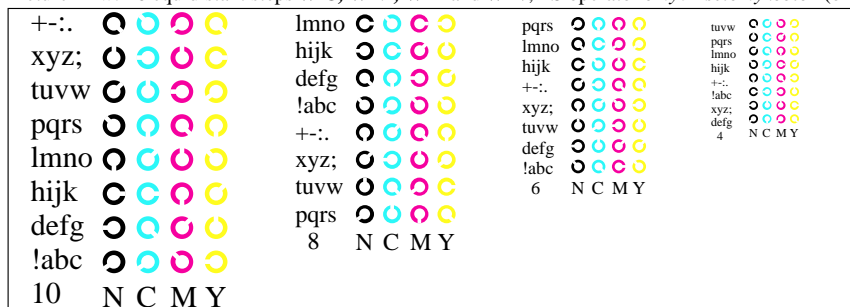 +-:.
xyz;
tuvw
pqrs
lmno
hijk
defg
!abc
10 N C M Y
lmno
hijk
defg
!abc
+-:.
xyz;
tuvw
pqrs
8 N C M Y
pqrs
lmno
hijk
+-:.
xyz;
tuvw
defg
!abc
6 N C M Y
tuvw
pqrs
lmno
hijk
+-:.
!abc
xyz;
defg
4 N C M Y